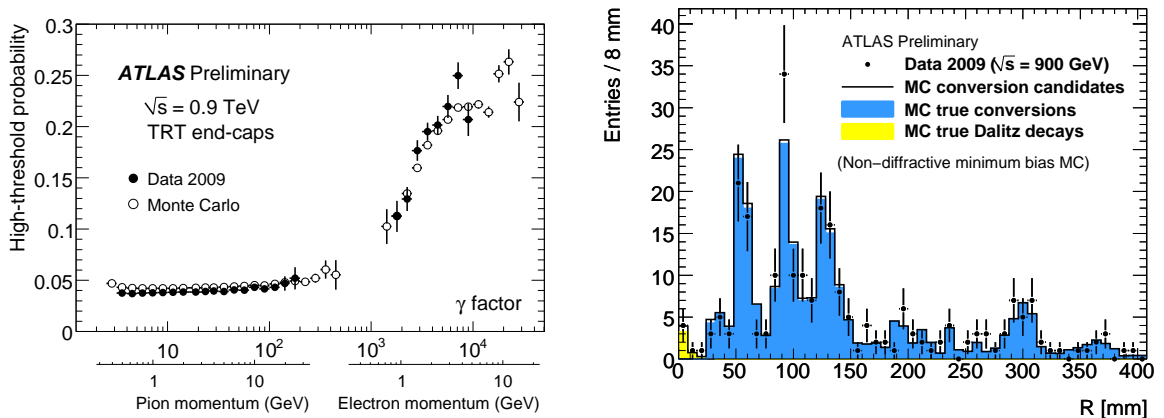 High-threshold probability
0.3
0.25
0.2
0.15
0.1
0.05
0
ATLAS Preliminary
√s = 0.9 TeV
TRT end-caps
Data 2009
Monte Carlo
γ factor
10
10²
10³
10⁴
1
10
1
10
Pion momentum (GeV)
Electron momentum (GeV)
Entries / 8 mm
40
35
30
25
20
15
10
5
0
ATLAS Preliminary
Data 2009 (√s = 900 GeV)
MC conversion candidates
MC true conversions
MC true Dalitz decays
(Non−diffractive minimum bias MC)
0
50
100
150
200
250
300
350
400
R [mm]